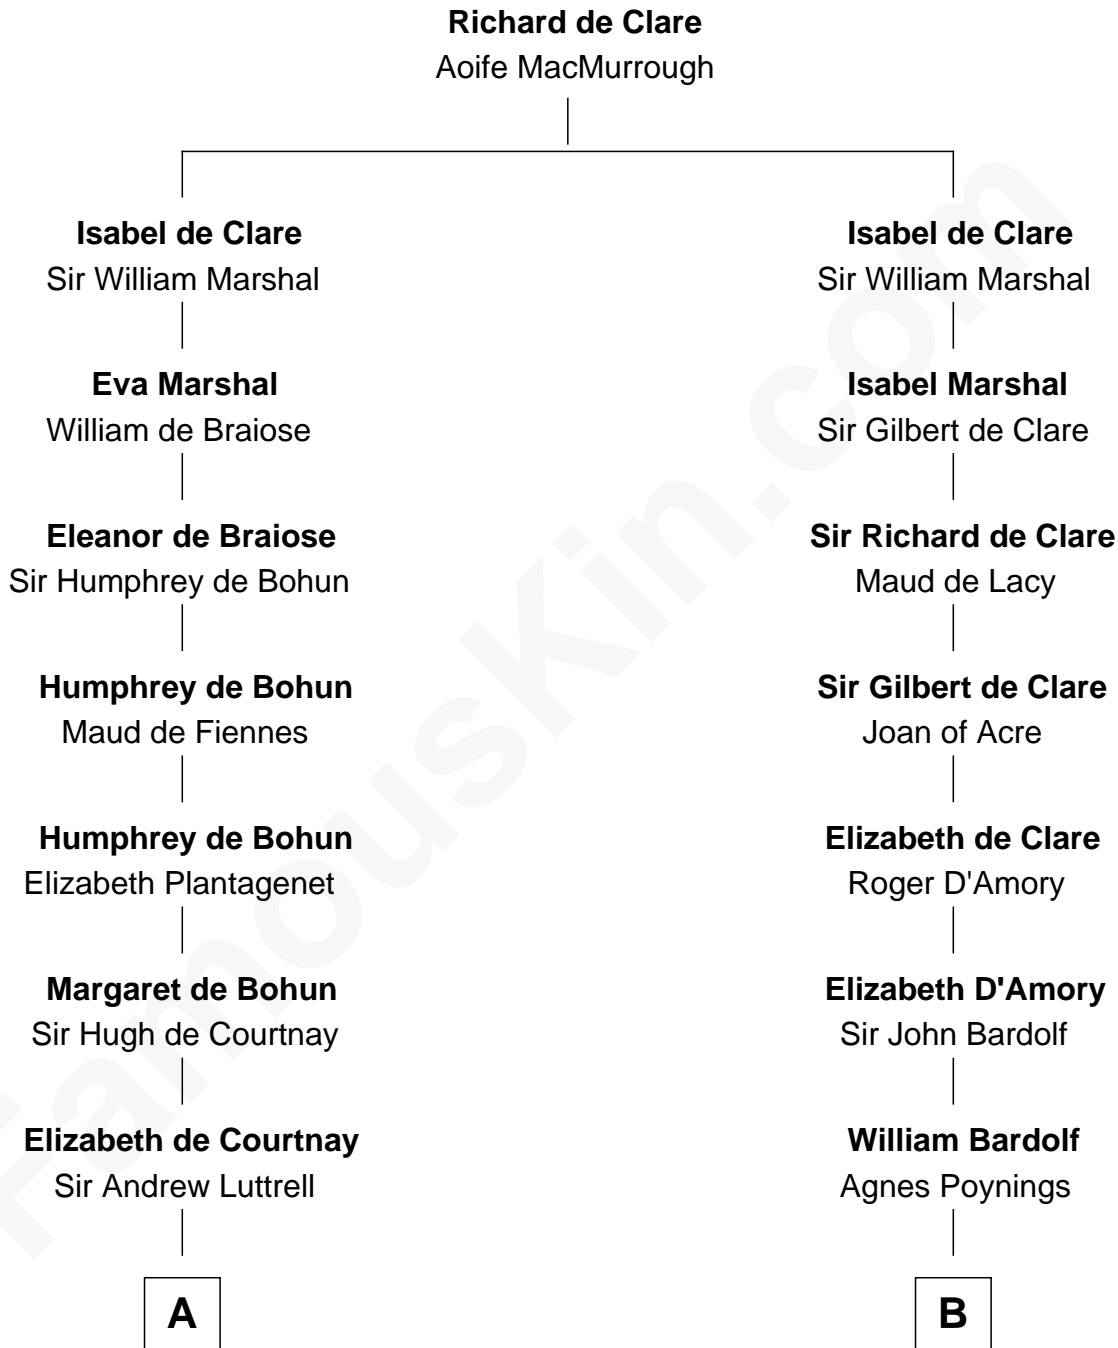 Richard de Clare
Aoife MacMurrough
Isabel de Clare
Sir William Marshal
Isabel de Clare
Sir William Marshal
Eva Marshal
William de Braiose
Isabel Marshal
Sir Gilbert de Clare
Eleanor de Braiose
Sir Humphrey de Bohun
Sir Richard de Clare
Maud de Lacy
Humphrey de Bohun
Maud de Fiennes
Sir Gilbert de Clare
Joan of Acre
Humphrey de Bohun
Elizabeth Plantagenet
Elizabeth de Clare
Roger D'Amory
Margaret de Bohun
Sir Hugh de Courtnay
Elizabeth D'Amory
Sir John Bardolf
Elizabeth de Courtnay
Sir Andrew Luttrell
William Bardolf
Agnes Poynings
A
B
FamousKin.com